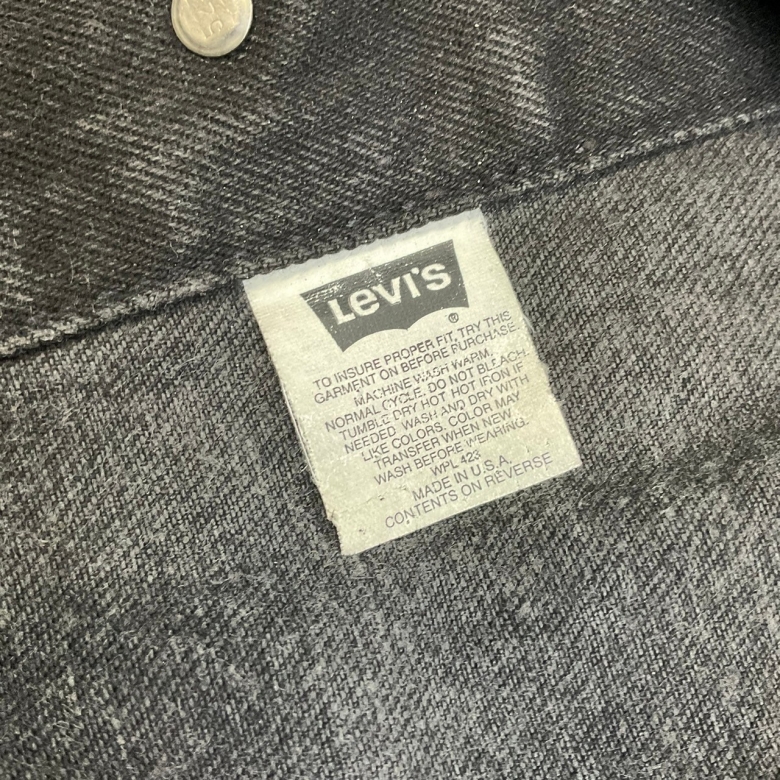 LEVI'S
®
TO INSURE PROPER FIT, TRY THIS
GARMENT ON BEFORE PURCHASE.
MACHINE WASH WARM,
NORMAL CYCLE. DO NOT BLEACH.
TUMBLE DRY HOT. HOT IRON IF
NEEDED. WASH AND DRY WITH
LIKE COLORS. COLOR MAY
TRANSFER WHEN NEW.
WASH BEFORE WEARING.
WPL 423
MADE IN U.S.A.
CONTENTS ON REVERSE